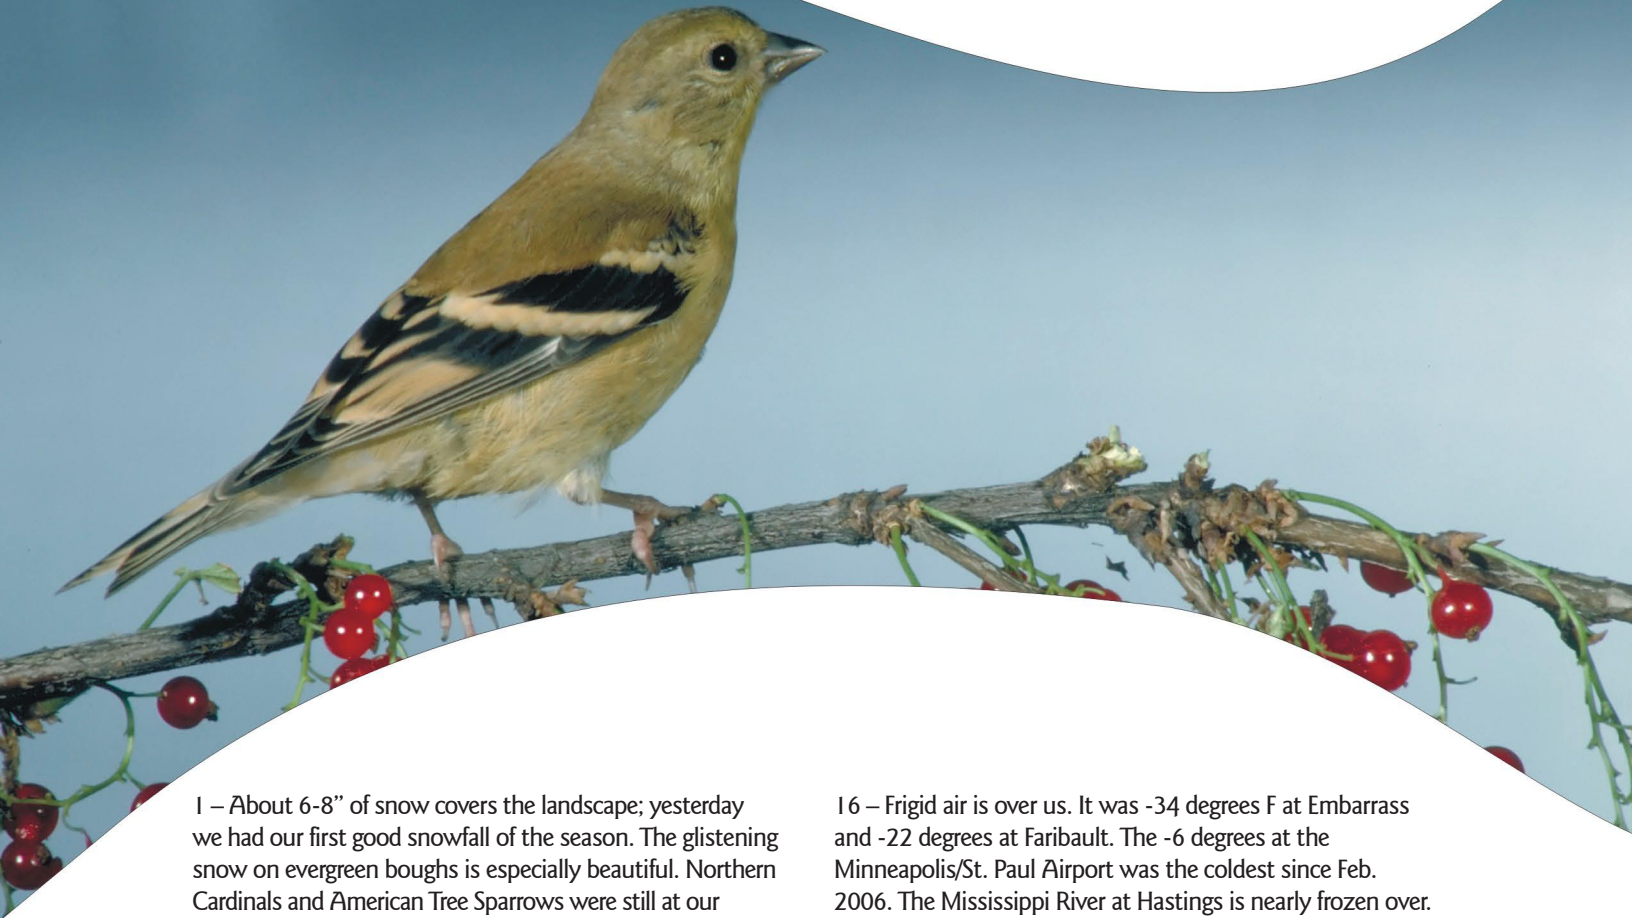 1 – About 6-8” of snow covers the landscape; yesterday
we had our first good snowfall of the season. The glistening
snow on evergreen boughs is especially beautiful. Northern
Cardinals and American Tree Sparrows were still at our
16 – Frigid air is over us. It was -34 degrees F at Embarrass
and -22 degrees at Faribault. The -6 degrees at the
Minneapolis/St. Paul Airport was the coldest since Feb.
2006. The Mississippi River at Hastings is nearly frozen over.